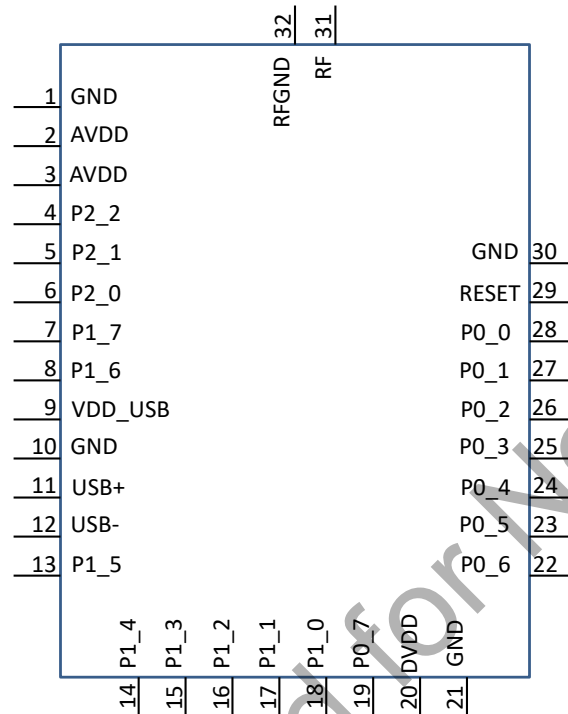 32 RFGND
31 RF
1 GND
2 AVDD
3 AVDD
4 P2_2
5 P2_1
6 P2_0
7 P1_7
8 P1_6
9 VDD_USB
10 GND
11 USB+
12 USB-
13 P1_5
GND 30
RESET 29
P0_0 28
P0_1 27
P0_2 26
P0_3 25
P0_4 24
P0_5 23
P0_6 22
14 P1_4
15 P1_3
16 P1_2
17 P1_1
18 P1_0
19 P0_7
20 DVDD
21 GND
for